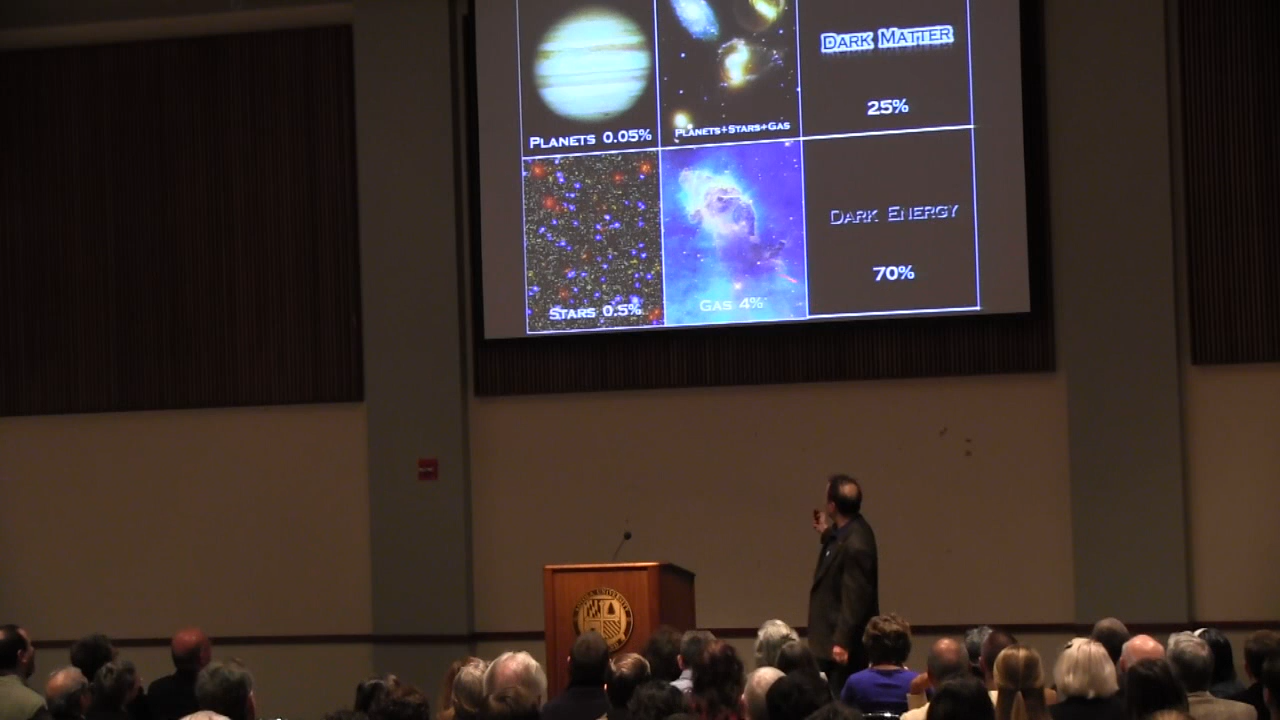 Planets 0.05%
Planets+Stars+Gas
Dark Matter
25%
Stars 0.5%
Gas 4%
Dark Energy
70%